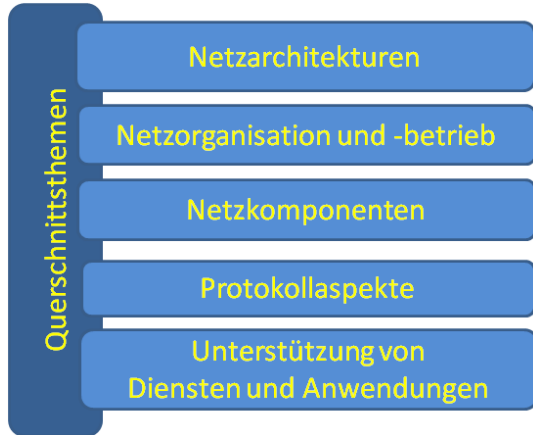 Querschnittsthemen
Netzarchitekturen
Netzorganisation und -betrieb
Netzkomponenten
Protokollaspekte
Unterstützung von
Diensten und Anwendungen